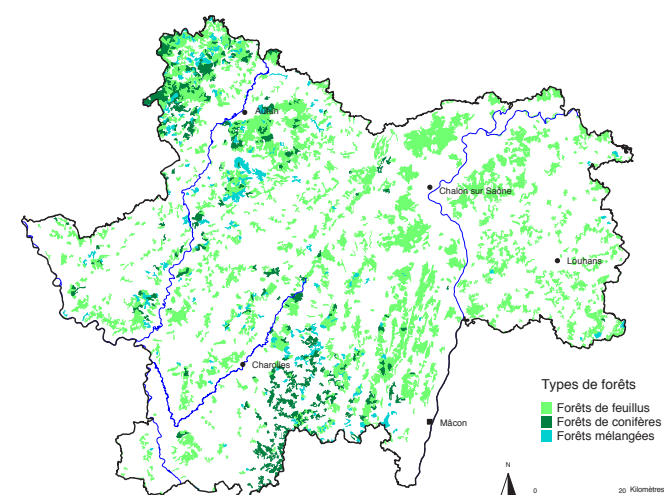 Autun
Chalon sur Saône
Louhans
Charolles
Types de forêts
Forêts de feuillus
Forêts de conifères
Forêts mélangées
Mâcon
N
0 20 Kilomètres